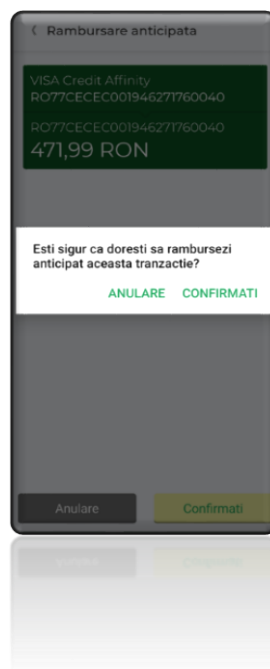 Rambursare anticipata
VISA Credit Affinity
RO77CECEC001946271760040
RO77CECEC001946271760040
471,99 RON
Esti sigur ca doresti sa rambursezi
anticipat aceasta tranzactie?
ANULARE CONFIRMATI
Anulare Confirmati